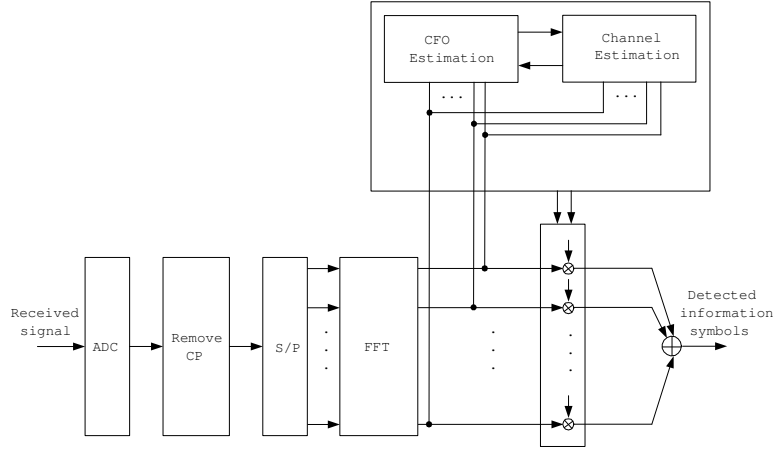 CFO
Estimation
Channel
Estimation
...
...
Received
signal
ADC
Remove
CP
S/P
FFT
Detected
information
symbols